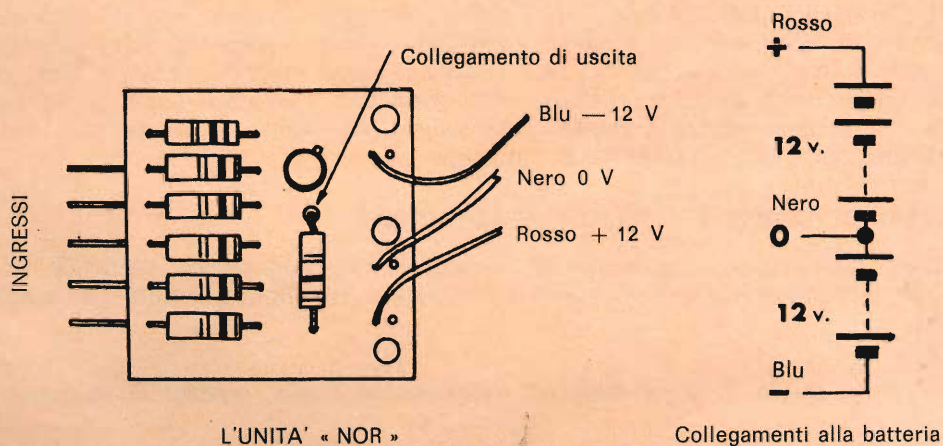 Collegamento di uscita
Blu — 12 V
Nero 0 V
Rosso + 12 V
INGRESSI
L'UNITA' « NOR »
Rosso
+
12 v.
Nero
0
12 v.
Blu
-
Collegamenti alla batteria